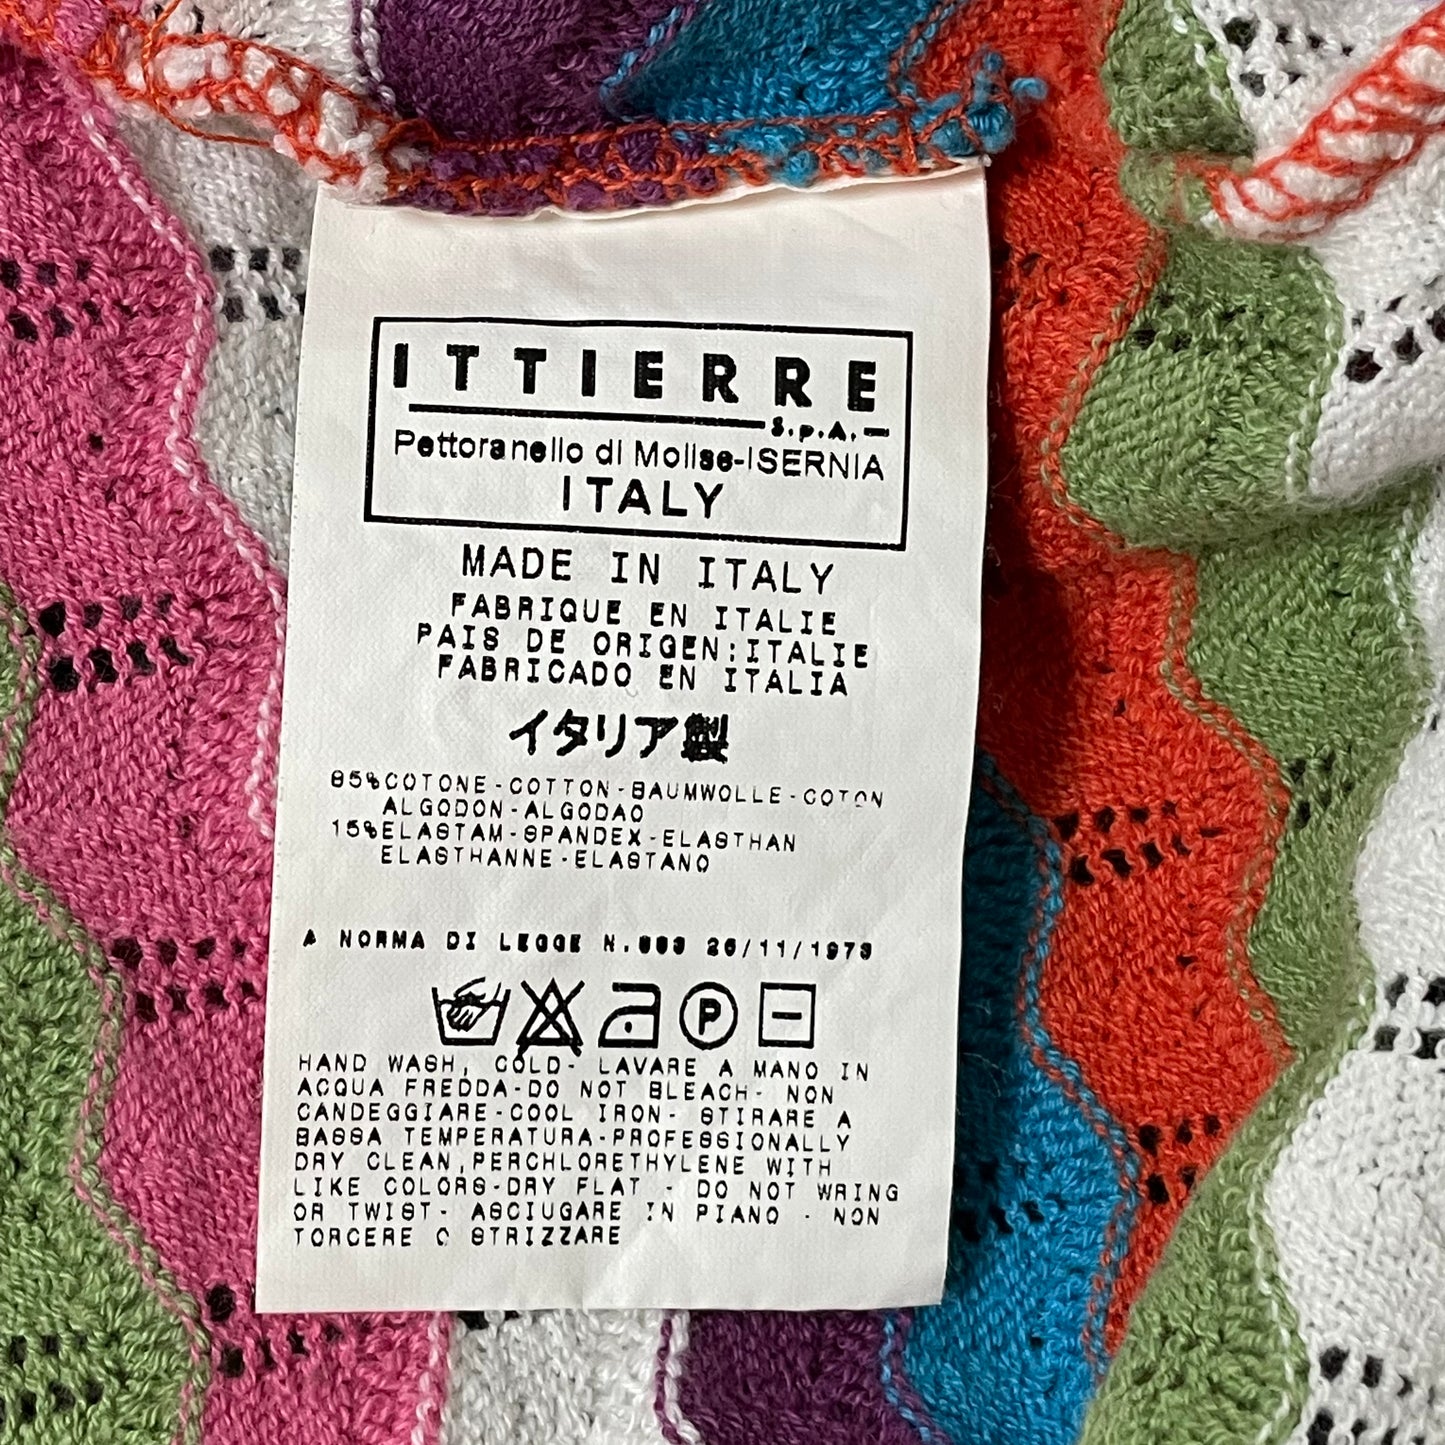 ITTIERRE
S.p.A.
Pettoranello di Molise-ISERNIA
ITALY
MADE IN ITALY
FABRIQUE EN ITALIE
PAIS DE ORIGEN:ITALIE
FABRICADO EN ITALIA
イタリア製
85%COTONE-COTTON-BAUMWOLLE-COTON
ALGODON-ALGODAO
15%ELASTAM-SPANDEX-ELASTHAN
ELASTHANNE-ELASTANO
A NORMA DI LEGGE N.883 26/11/1973
P
HAND WASH, COLD- LAVARE A MANO IN
ACQUA FREDDA-DO NOT BLEACH- NON
CANDEGGIARE-COOL IRON- STIRARE A
BASSA TEMPERATURA-PROFESSIONALLY
DRY CLEAN,PERCHLORETHYLENE WITH
LIKE COLORS-DRY FLAT - DO NOT WRING
OR TWIST- ASCIUGARE IN PIANO - NON
TORCERE O STRIZZARE